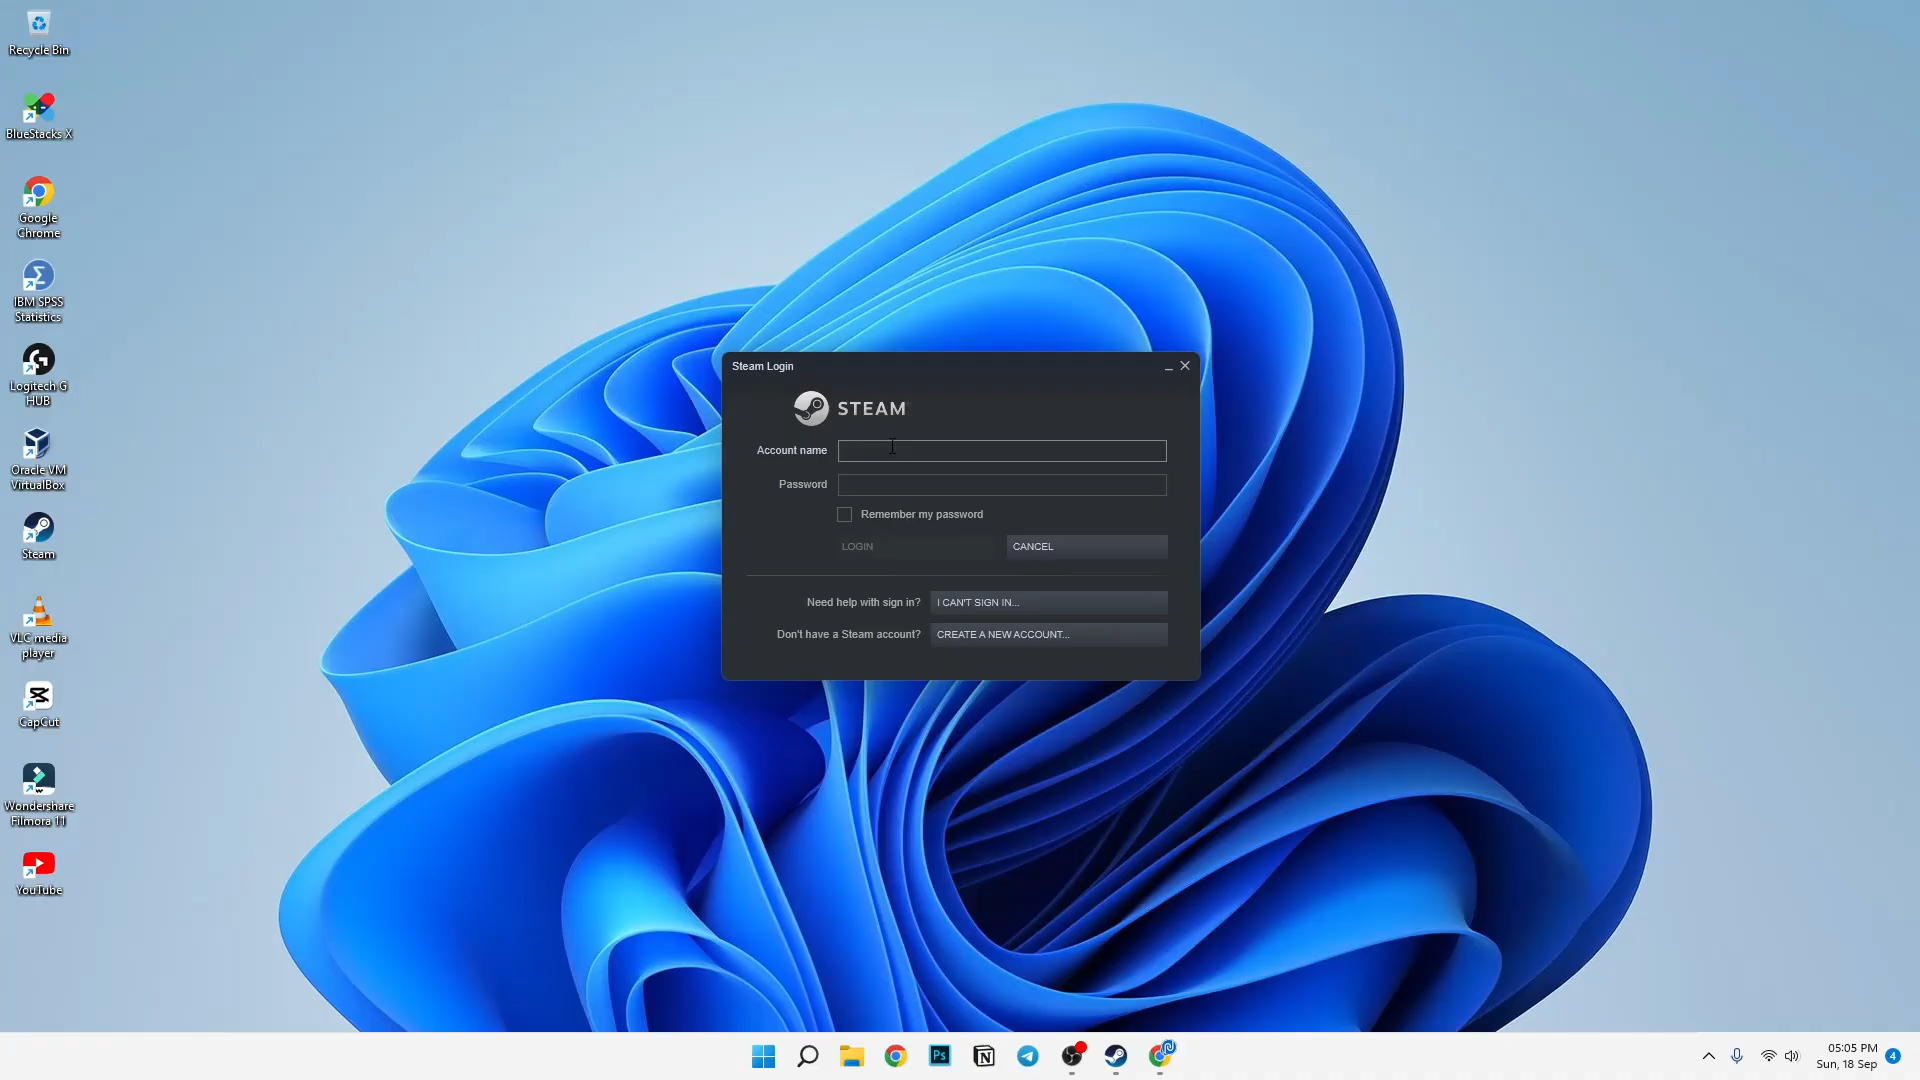 Recycle Bin
BlueStacks X
Google
Chrome
IBM SPSS
Statistics
Logitech G
HUB
Oracle VM
VirtualBox
Steam
VLC media
player
CapCut
Wondershare
Filmora 11
YouTube
Steam Login
STEAM
Account name
Password
Remember my password
LOGIN
CANCEL
Need help with sign in?
I CAN'T SIGN IN...
Don't have a Steam account?
CREATE A NEW ACCOUNT...
Ps
05:05 PM
Sun, 18 Sep
4